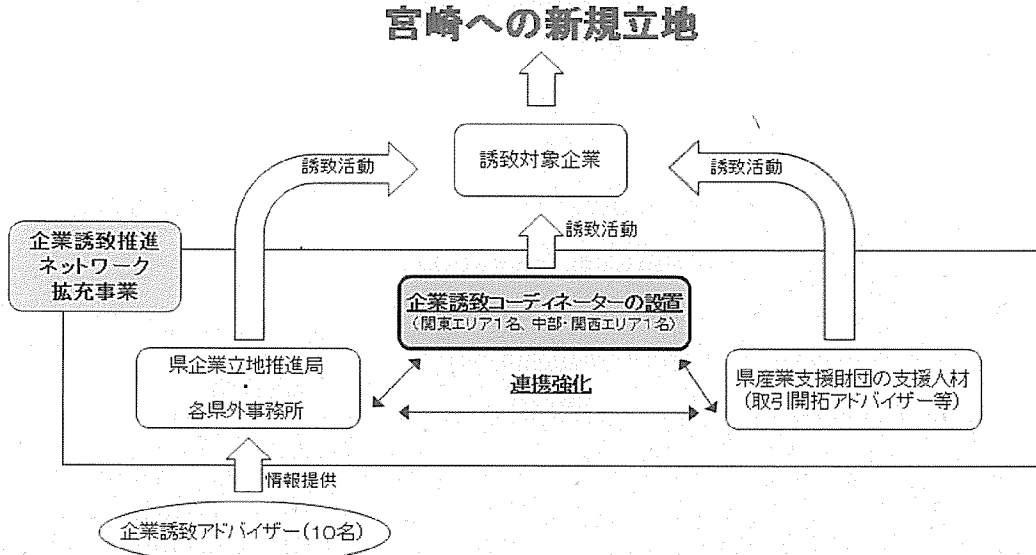 宮崎への新規立地
誘致対象企業
誘致活動
誘致活動
誘致活動
企業誘致推進
ネットワーク
拡充事業
企業誘致コーディネーターの設置
(関東エリア1名、中部・関西エリア1名)
県企業立地推進局
・
各県外事務所
連携強化
県産業支援財団の支援人材
(取引開拓アドバイザー等)
情報提供
企業誘致アドバイザー(10名)